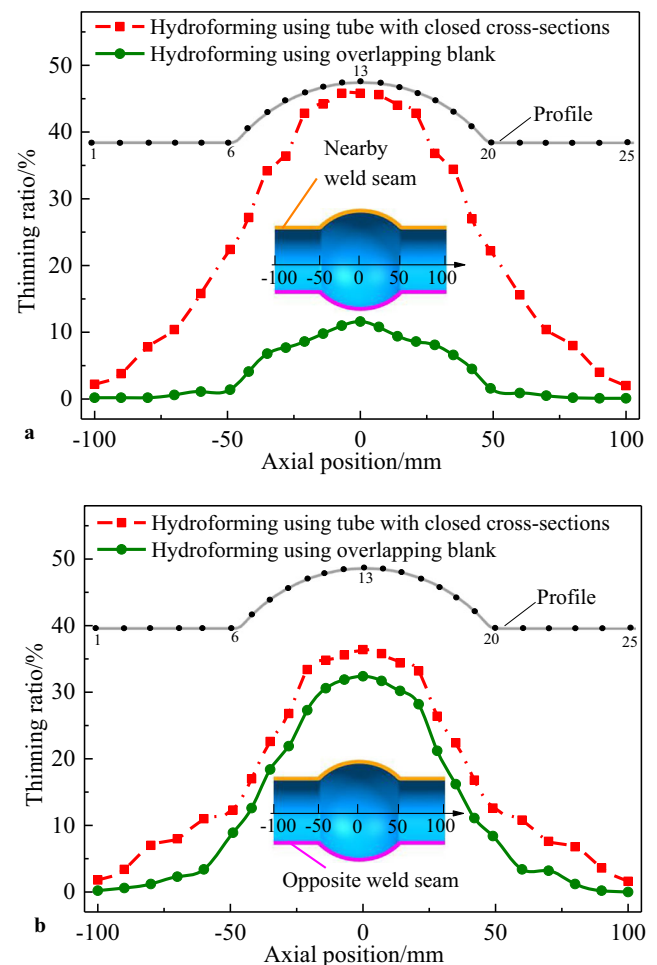 Hydroforming using tube with closed cross-sections
Hydroforming using overlapping blank
50
40
30
20
10
0
Thinning ratio/%
13
Profile
1
6
20
25
Nearby
weld seam
-100 -50 0 50 100
-100 -50 0 50 100
a
Axial position/mm
Hydroforming using tube with closed cross-sections
Hydroforming using overlapping blank
50
40
30
20
10
0
Thinning ratio/%
13
Profile
1
6
20
25
-100 -50 0 50 100
Opposite weld seam
b
-100 -50 0 50 100
Axial position/mm